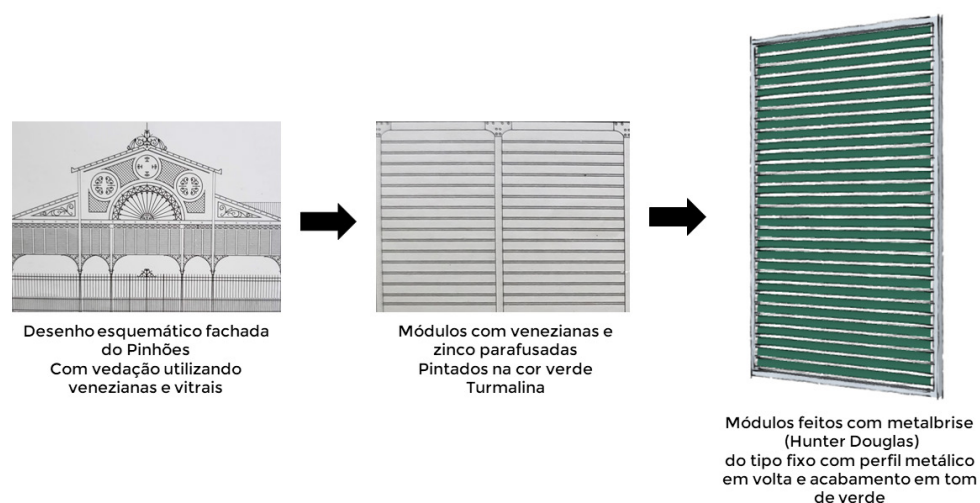 Desenho esquemático fachada
do Pinhões
Com vedação utilizando
venezianas e vitrais
Módulos com venezianas e
zinco parafusadas
Pintados na cor verde
Turmalina
Módulos feitos com metalbrise
(Hunter Douglas)
do tipo fixo com perfil metálico
em volta e acabamento em tom
de verde